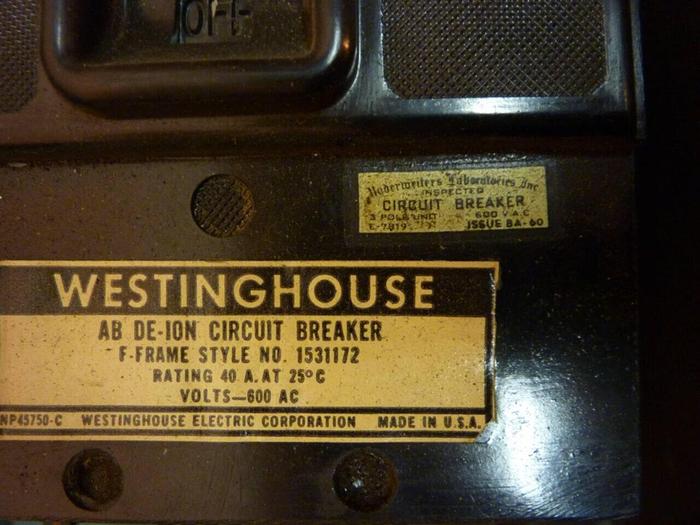 OFF
Underwriters Laboratories Inc
INSPECTED
CIRCUIT BREAKER
3 POLE UNIT 600 V A C
E-7819 ISSUE BA-60
WESTINGHOUSE
AB DE-ION CIRCUIT BREAKER
F-FRAME STYLE NO. 1531172
RATING 40 A. AT 25°C
VOLTS—600 AC
NP45750-C WESTINGHOUSE ELECTRIC CORPORATION MADE IN U.S.A.